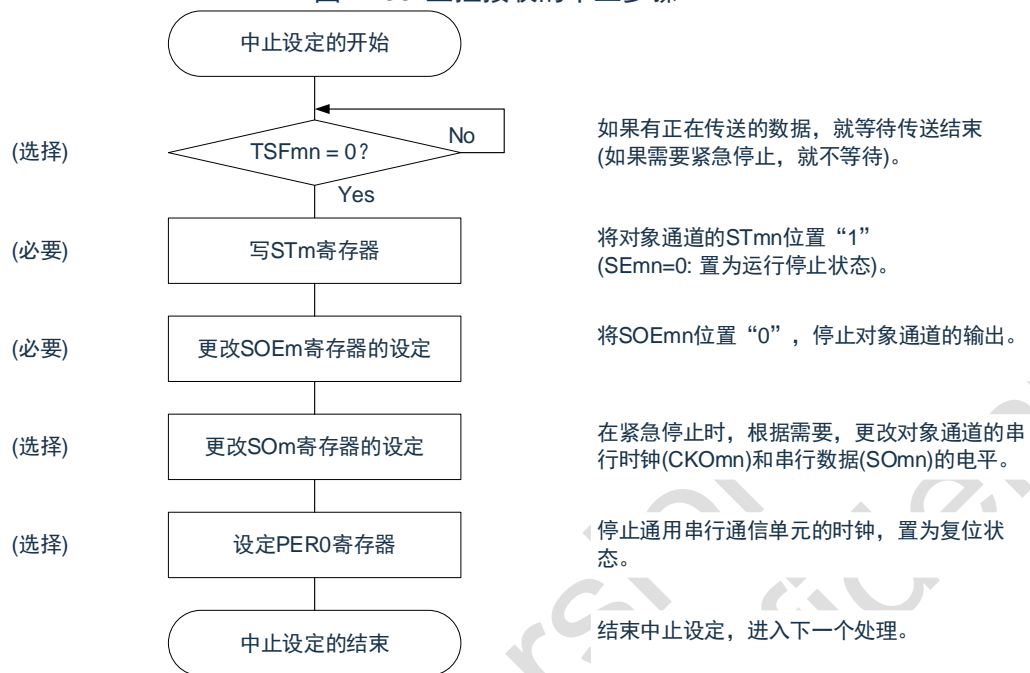 中止设定的开始
No
(选择)
TSFmn = 0?
如果有正在传送的数据，就等待传送结束
(如果需要紧急停止，就不等待)。
Yes
(必要)
写STm寄存器
将对象通道的STmn位置“1”
(SEmn=0: 置为运行停止状态)。
(必要)
更改SOEm寄存器的设定
将SOEmn位置“0”，停止对象通道的输出。
(选择)
更改SOm寄存器的设定
在紧急停止时，根据需要，更改对象通道的串
行时钟(CKOmn)和串行数据(SOmn)的电平。
(选择)
设定PER0寄存器
停止通用串行通信单元的时钟，置为复位状
态。
中止设定的结束
结束中止设定，进入下一个处理。